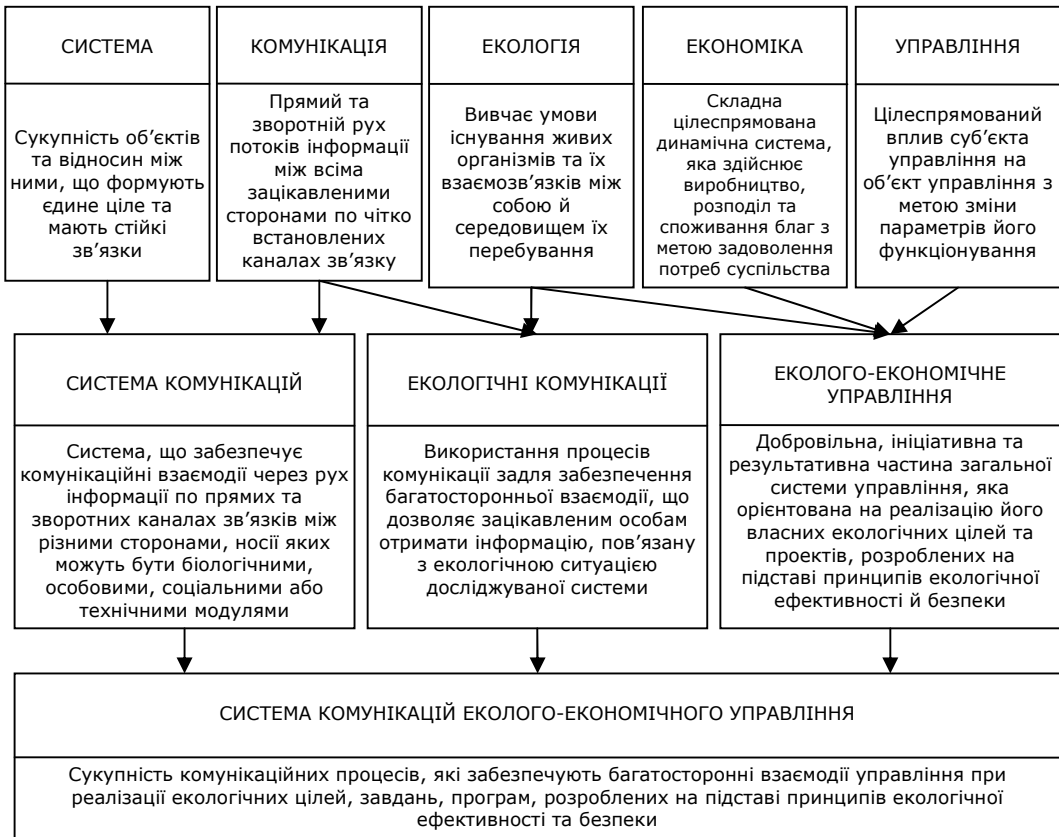 СИСТЕМА
КОМУНІКАЦІЯ
ЕКОЛОГІЯ
ЕКОНОМІКА
УПРАВЛІННЯ
Сукупність об’єктів
та відносин між
ними, що формують
єдине ціле та
мають стійкі
зв’язки
Прямий та
зворотній рух
потоків інформації
між всіма
зацікавленими
сторонами по чітко
встановлених
каналах зв’язку
Вивчає умови
існування живих
організмів та їх
взаємозв’язків між
собою й
середовищем їх
перебування
Складна
цілеспрямована
динамічна система,
яка здійснює
виробництво,
розподіл та
споживання благ з
метою задоволення
потреб суспільства
Цілеспрямований
вплив суб’єкта
управління на
об’єкт управління з
метою зміни
параметрів його
функціонування
СИСТЕМА КОМУНІКАЦІЙ
ЕКОЛОГІЧНІ КОМУНІКАЦІЇ
ЕКОЛОГО-ЕКОНОМІЧНЕ
УПРАВЛІННЯ
Система, що забезпечує
комунікаційні взаємодії через рух
інформації по прямих та
зворотних каналах зв’язків між
різними сторонами, носії яких
можуть бути біологічними,
особовими, соціальними або
технічними модулями
Використання процесів
комунікації задля забезпечення
багатосторонньої взаємодії, що
дозволяє зацікавленим особам
отримати інформацію, пов’язану
з екологічною ситуацією
досліджуваної системи
Добровільна, ініціативна та
результативна частина загальної
системи управління, яка
орієнтована на реалізацію його
власних екологічних цілей та
проектів, розроблених на
підставі принципів екологічної
ефективності й безпеки
СИСТЕМА КОМУНІКАЦІЙ ЕКОЛОГО-ЕКОНОМІЧНОГО УПРАВЛІННЯ
Сукупність комунікаційних процесів, які забезпечують багатосторонні взаємодії управління при
реалізації екологічних цілей, завдань, програм, розроблених на підставі принципів екологічної
ефективності та безпеки